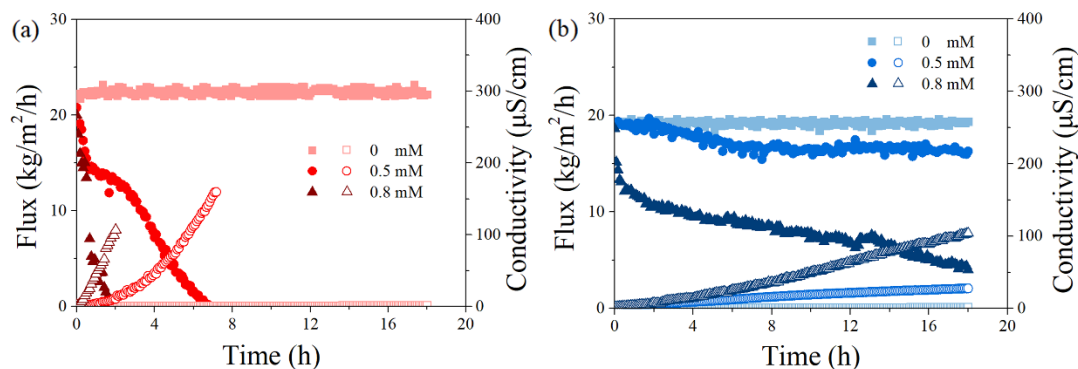 (a)
Flux (kg/m²/h)
30
20
10
0
0 mM
0.5 mM
0.8 mM
400
300
200
100
0
Conductivity (μS/cm)
0 4 8 12 16 20
Time (h)
(b)
Flux (kg/m²/h)
30
20
10
0
0 mM
0.5 mM
0.8 mM
400
300
200
100
0
Conductivity (μS/cm)
0 4 8 12 16 20
Time (h)